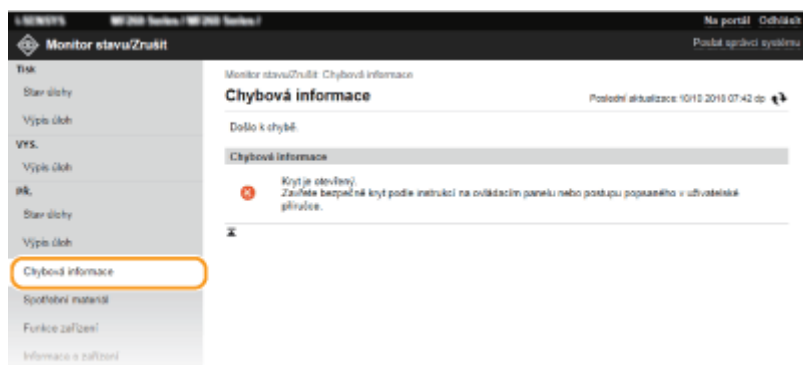 Na portál Odhlásit
Monitor stavu/Zrušit
Poslat správci systému
Tisk
Stav úlohy
Výpis úloh
VYS.
Výpis úloh
PŘ.
Stav úlohy
Výpis úloh
Chybová informace
Spotřební materiál
Funkce zařízení
Informace o zařízení
Monitor stavu/Zrušit: Chybová informace
Chybová informace
Poslední aktualizace: 10/10 2018 07:42 dp.
Došlo k chybě.
Chybová informace
Kryt je otevřený.
Zavřete bezpečně kryt podle instrukcí na ovládacím panelu nebo postupu popsaného v uživatelské
příručce.